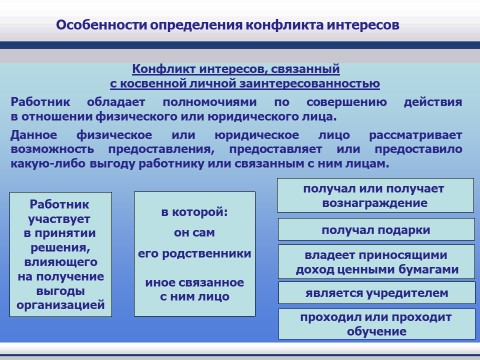 Особенности определения конфликта интересов
Конфликт интересов, связанный
с косвенной личной заинтересованностью
Работник обладает полномочиями по совершению действия
в отношении физического или юридического лица.
Данное физическое или юридическое лицо рассматривает
возможность предоставления, предоставляет или предоставило
какую-либо выгоду работнику или связанным с ним лицам.
Работник
участвует
в принятии
решения,
влияющего
на получение
выгоды
организацией
в которой:
он сам
его родственники
иное связанное
с ним лицо
получал или получает
вознаграждение
получал подарки
владеет приносящими
доход ценными бумагами
является учредителем
проходил или проходит
обучение